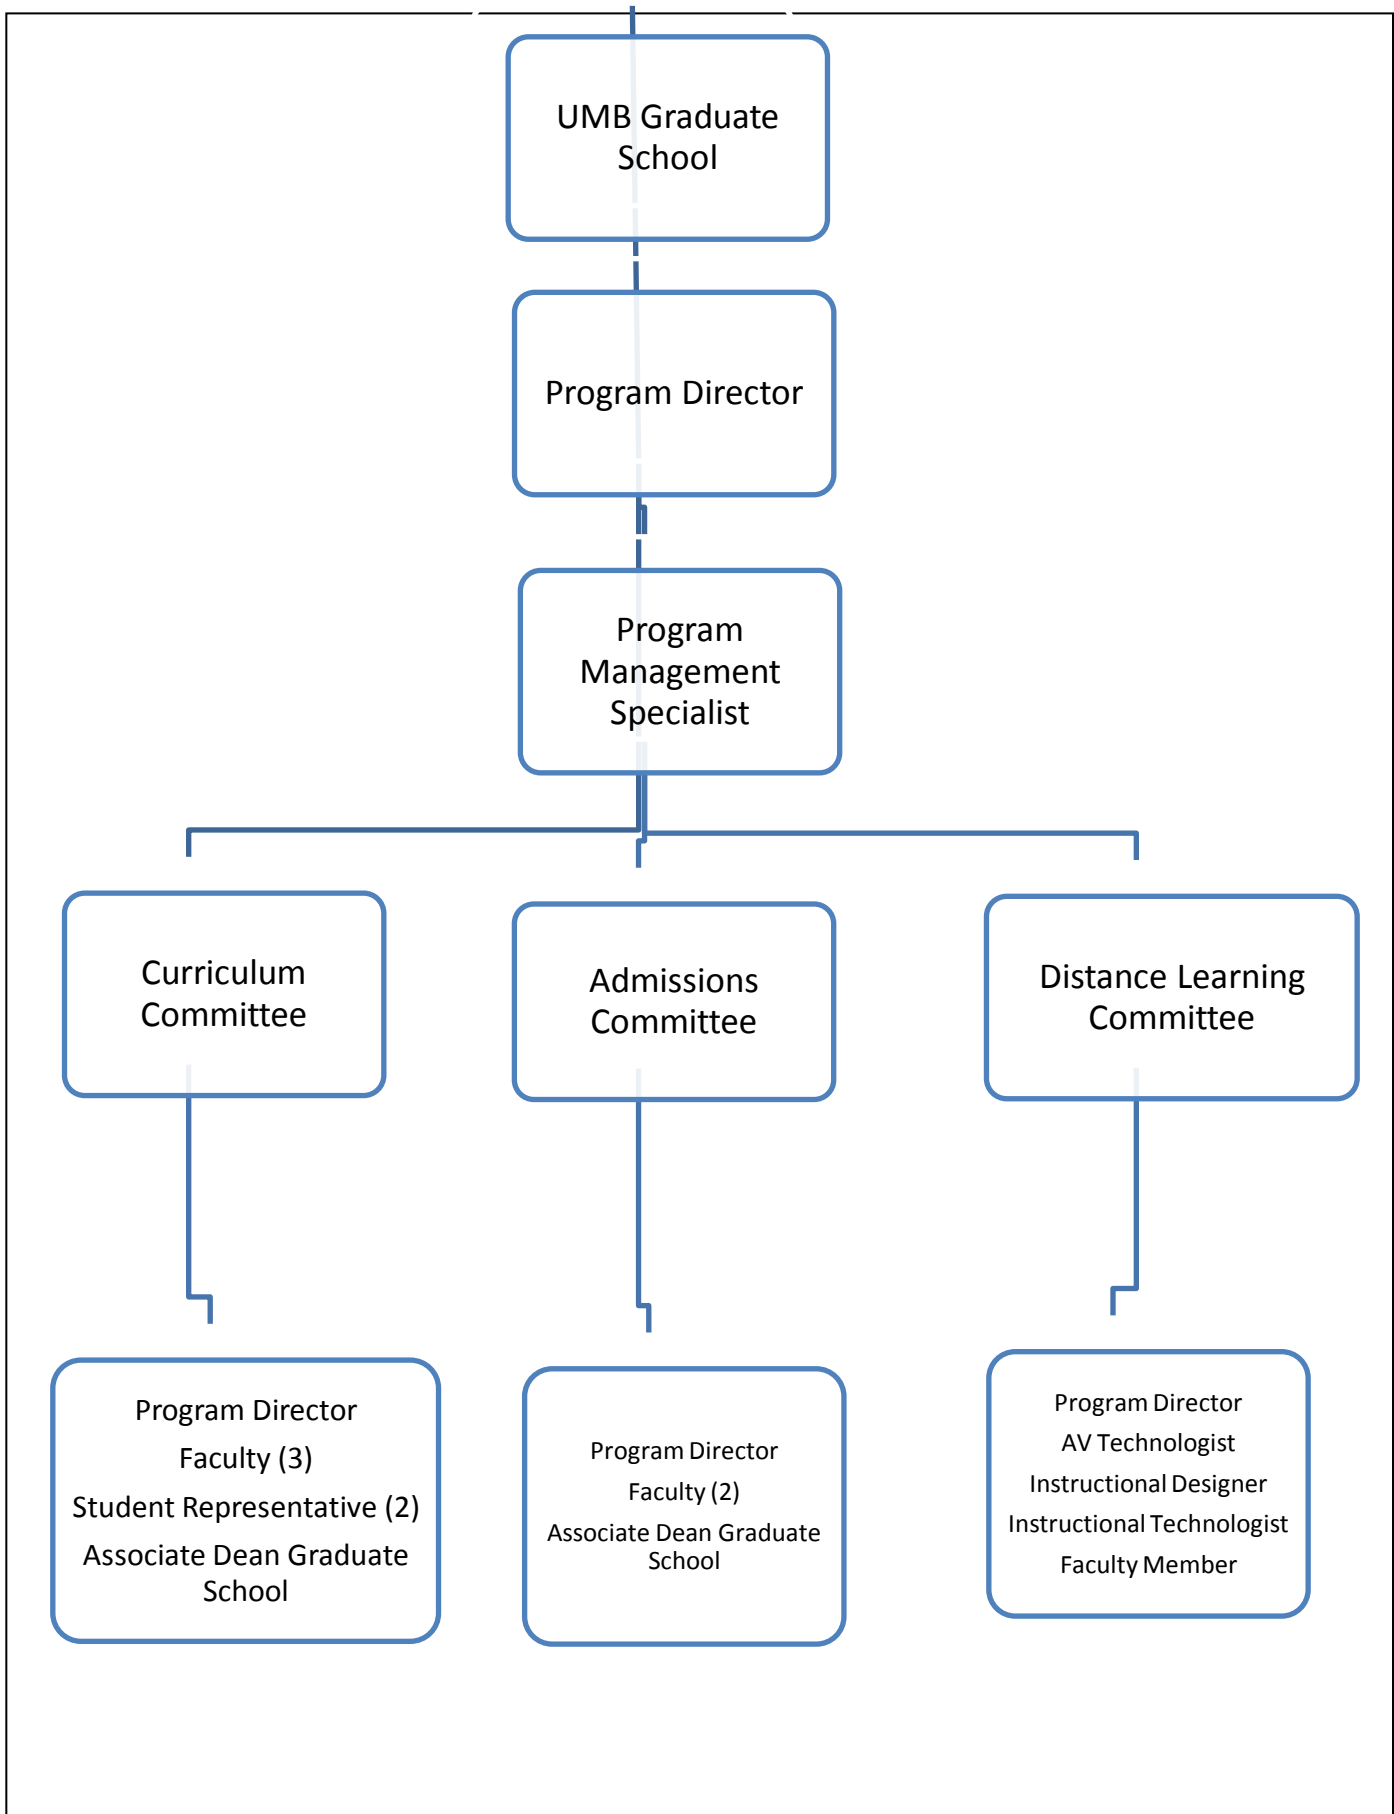 UMB Graduate
School
Program Director
Program
Management
Specialist
Curriculum
Committee
Admissions
Committee
Distance Learning
Committee
Program Director
Faculty (3)
Student Representative (2)
Associate Dean Graduate
School
Program Director
Faculty (2)
Associate Dean Graduate
School
Program Director
AV Technologist
Instructional Designer
Instructional Technologist
Faculty Member